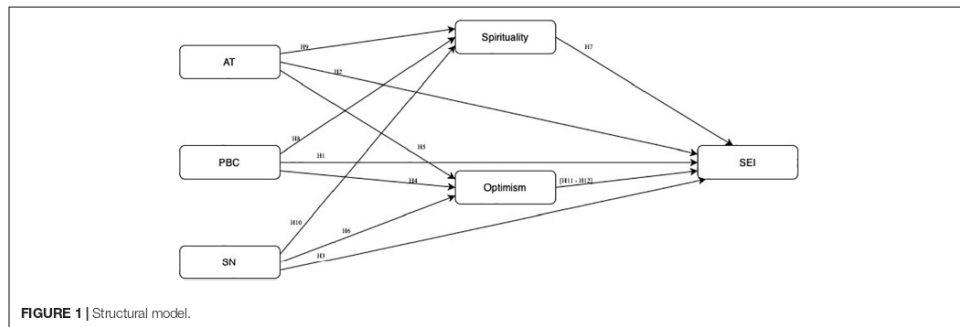 Spirituality
H9
H7
AT
H2
H8
H5
PBC
H1
SEI
H4
[H11 - H12]
Optimism
H10
H6
SN
H3
FIGURE 1 | Structural model.